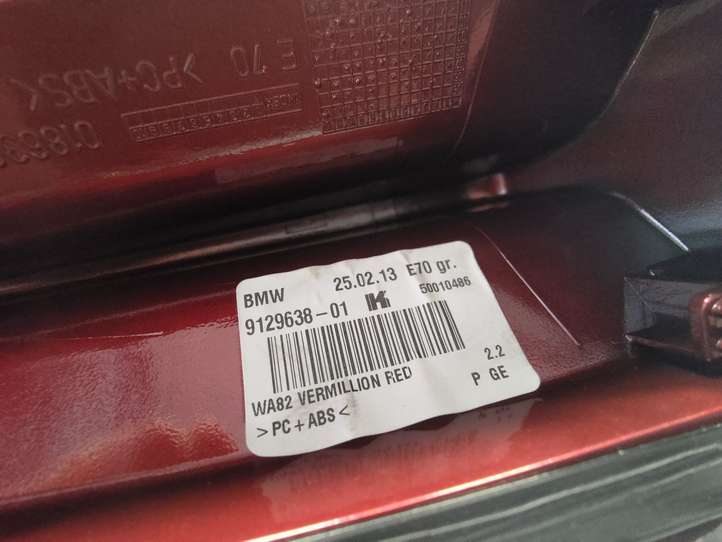 E 70 >PC+ABS<
BMW 25.02.13 E70 gr.
9129638-01 K 50010486
WA82 VERMILLION RED 2.2
>PC+ABS< P GE